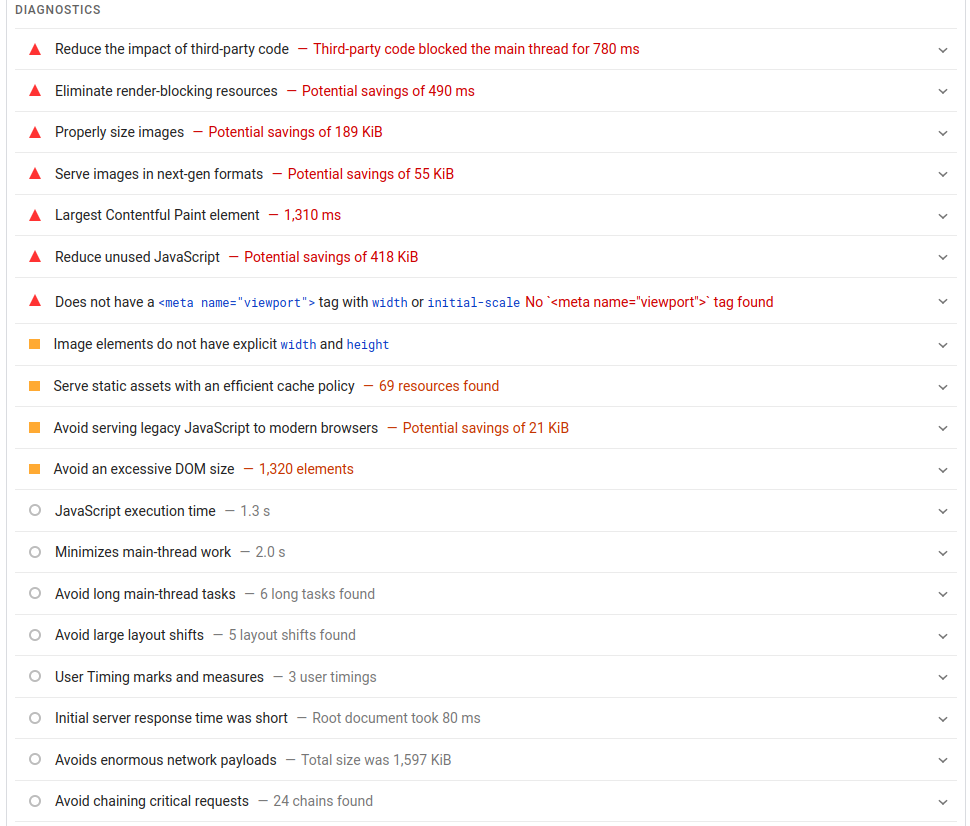 DIAGNOSTICS
Reduce the impact of third-party code — Third-party code blocked the main thread for 780 ms
Eliminate render-blocking resources — Potential savings of 490 ms
Properly size images — Potential savings of 189 KiB
Serve images in next-gen formats — Potential savings of 55 KiB
Largest Contentful Paint element — 1,310 ms
Reduce unused JavaScript — Potential savings of 418 KiB
Does not have a <meta name="viewport"> tag with width or initial-scale No `<meta name="viewport">` tag found
Image elements do not have explicit width and height
Serve static assets with an efficient cache policy — 69 resources found
Avoid serving legacy JavaScript to modern browsers — Potential savings of 21 KiB
Avoid an excessive DOM size — 1,320 elements
JavaScript execution time — 1.3 s
Minimizes main-thread work — 2.0 s
Avoid long main-thread tasks — 6 long tasks found
Avoid large layout shifts — 5 layout shifts found
User Timing marks and measures — 3 user timings
Initial server response time was short — Root document took 80 ms
Avoids enormous network payloads — Total size was 1,597 KiB
Avoid chaining critical requests — 24 chains found